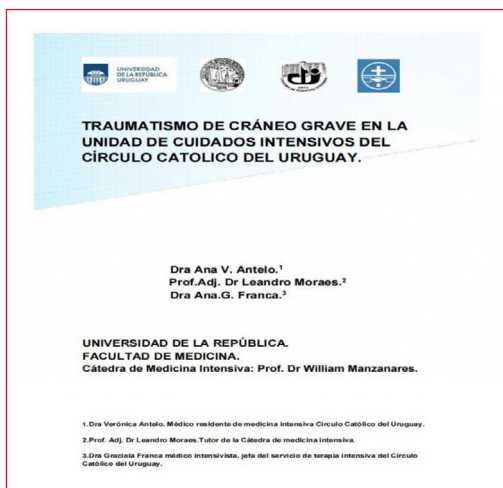 UNIVERSIDAD
DE LA REPÚBLICA
URUGUAY
TRAUMATISMO DE CRÁNEO GRAVE EN LA
UNIDAD DE CUIDADOS INTENSIVOS DEL
CÍRCULO CATOLICO DEL URUGUAY.
Dra Ana V. Antelo.¹
Prof.Adj. Dr Leandro Moraes.²
Dra Ana.G. Franca.³
UNIVERSIDAD DE LA REPÚBLICA.
FACULTAD DE MEDICINA.
Cátedra de Medicina Intensiva: Prof. Dr William Manzanares.
1.Dra Verónica Antelo. Médico residente de medicina intensiva Circulo Católico del Uruguay.
2.Prof. Adj. Dr Leandro Moraes.Tutor de la Cátedra de medicina intensiva.
3.Dra Graciela Franca médico intensivista, jefa del servicio de terapia intensiva del Circulo
Católico del Uruguay.